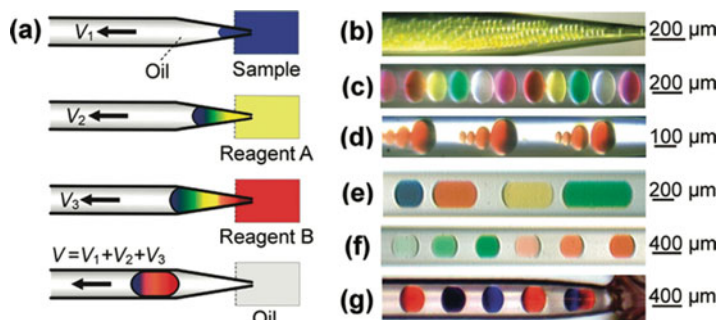 (a)
V₁
Oil
Sample
V₂
Reagent A
V₃
Reagent B
V = V₁+V₂+V₃
Oil
(b)
200 µm
(c)
200 µm
(d)
100 µm
(e)
200 µm
(f)
400 µm
(g)
400 µm